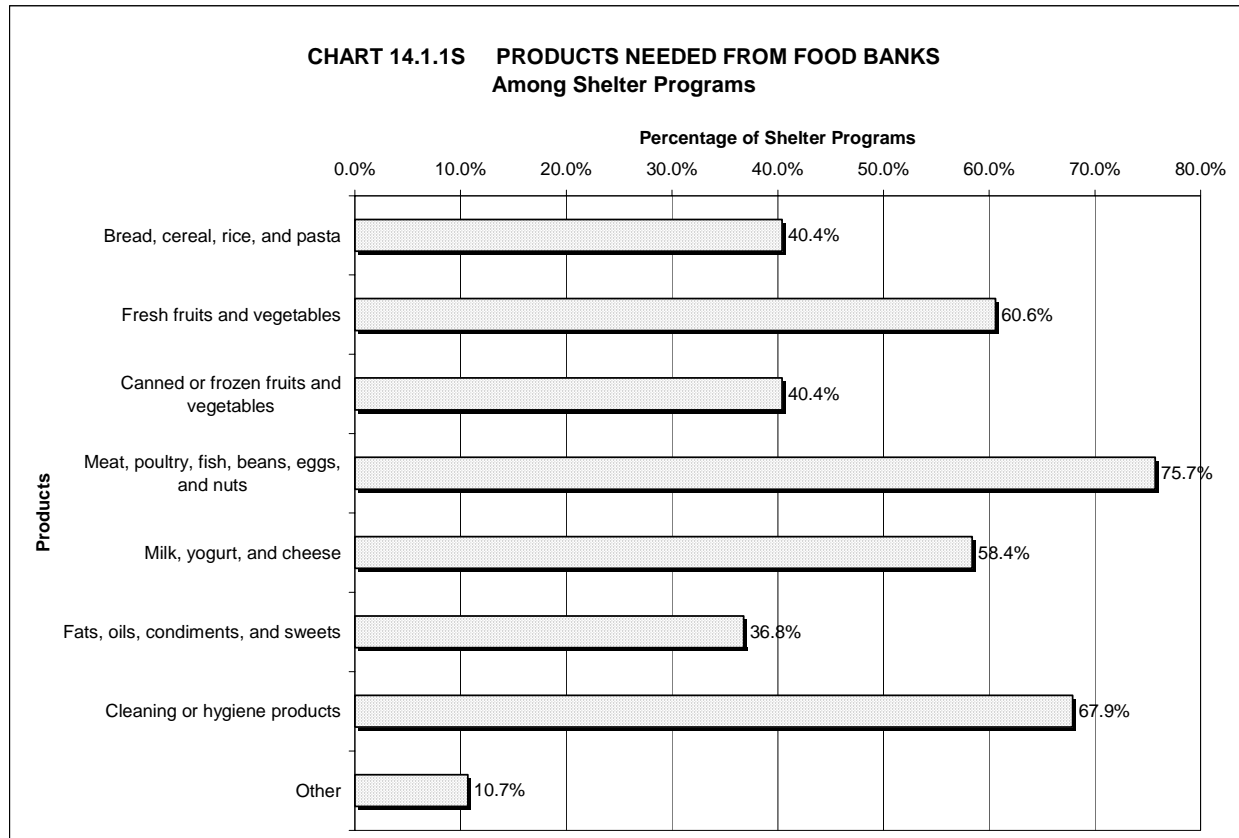 CHART 14.1.1S PRODUCTS NEEDED FROM FOOD BANKS
Among Shelter Programs
Percentage of Shelter Programs
0.0% 10.0% 20.0% 30.0% 40.0% 50.0% 60.0% 70.0% 80.0%
Products
Bread, cereal, rice, and pasta 40.4%
Fresh fruits and vegetables 60.6%
Canned or frozen fruits and
vegetables 40.4%
Meat, poultry, fish, beans, eggs,
and nuts 75.7%
Milk, yogurt, and cheese 58.4%
Fats, oils, condiments, and sweets 36.8%
Cleaning or hygiene products 67.9%
Other 10.7%